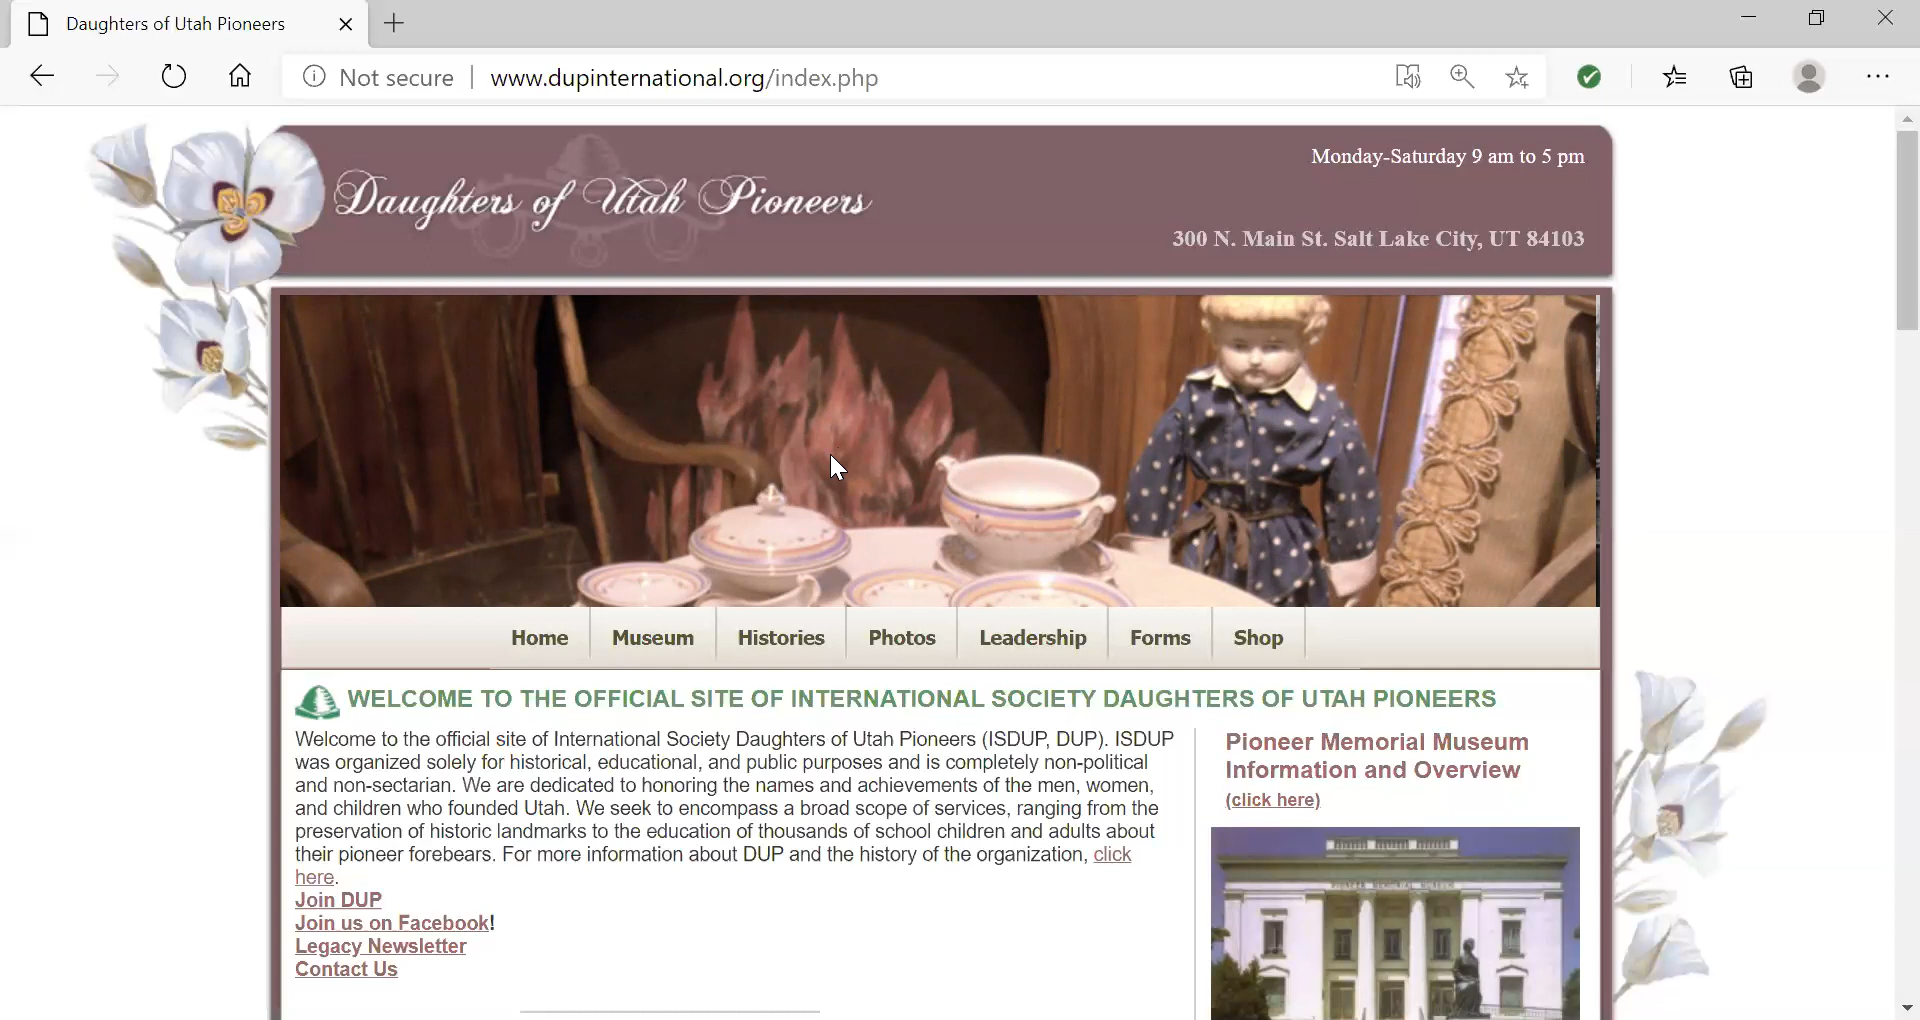 Daughters of Utah Pioneers
Not secure www.dupinternational.org/index.php
Daughters of Utah Pioneers
Monday-Saturday 9 am to 5 pm
300 N. Main St. Salt Lake City, UT 84103
Home Museum Histories Photos Leadership Forms Shop
WELCOME TO THE OFFICIAL SITE OF INTERNATIONAL SOCIETY DAUGHTERS OF UTAH PIONEERS
Welcome to the official site of International Society Daughters of Utah Pioneers (ISDUP, DUP). ISDUP
was organized solely for historical, educational, and public purposes and is completely non-political
and non-sectarian. We are dedicated to honoring the names and achievements of the men, women,
and children who founded Utah. We seek to encompass a broad scope of services, ranging from the
preservation of historic landmarks to the education of thousands of school children and adults about
their pioneer forebears. For more information about DUP and the history of the organization, click
here.
Join DUP
Join us on Facebook!
Legacy Newsletter
Contact Us
Pioneer Memorial Museum
Information and Overview
(click here)
PIONEER MEMORIAL MUSEUM